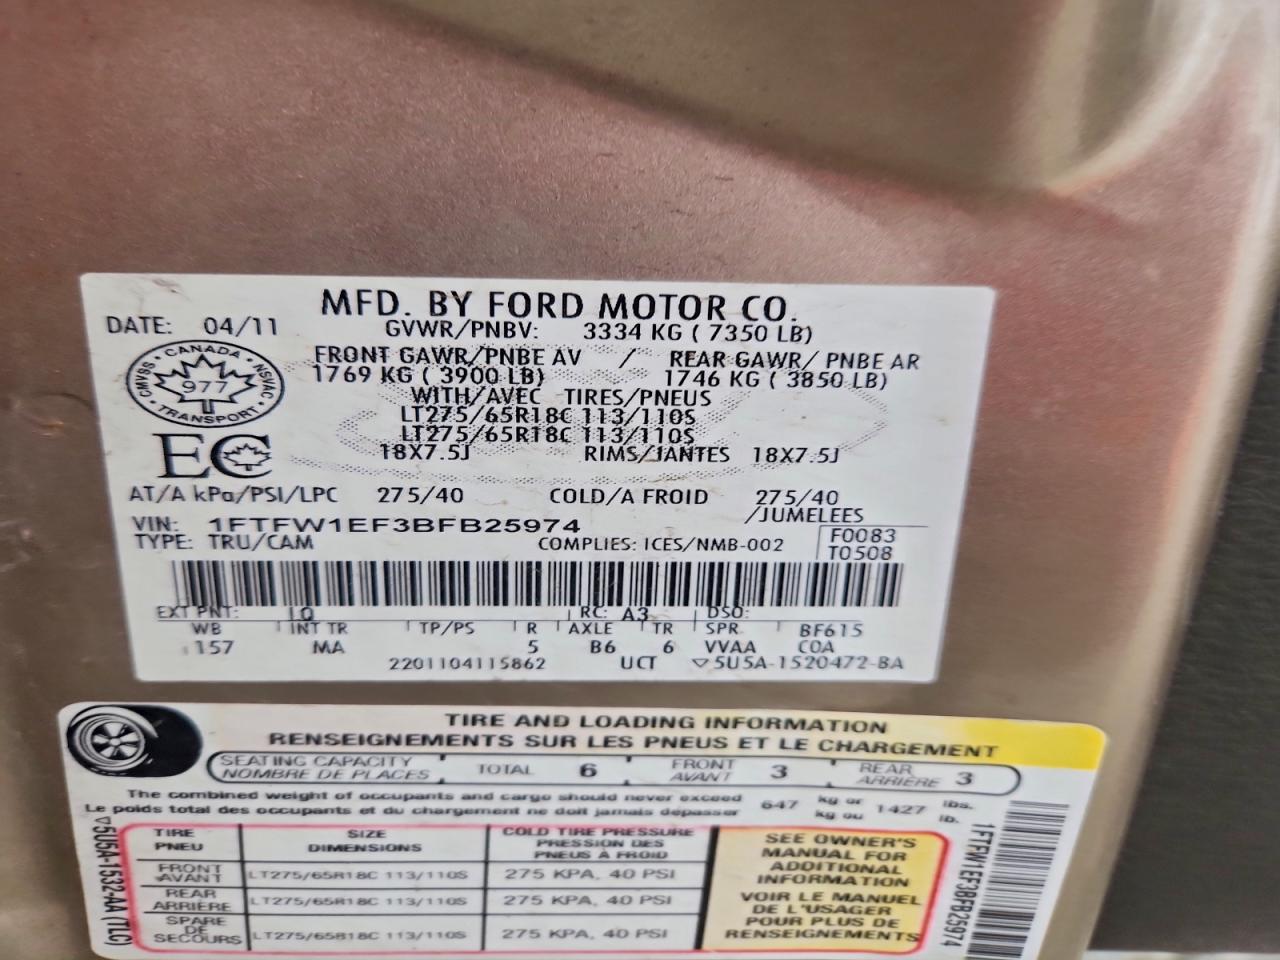 MFD. BY FORD MOTOR CO.
DATE: 04/11 GVWR/PNBV: 3334 KG ( 7350 LB)
FRONT GAWR/PNBE AV / REAR GAWR/ PNBE AR
1769 KG ( 3900 LB) 1746 KG ( 3850 LB)
WITH/AVEC TIRES/PNEUS
LT275/65R18C 113/110S
LT275/65R18C 113/110S
18X7.5J RIMS/JANTES 18X7.5J
CANADA
CMVSS 977 NSVAC
TRANSPORT
EC
AT/A kPa/PSI/LPC 275/40 COLD/A FROID 275/40
/JUMELEES
VIN: 1FTFW1EF3BFB25974 F0083
TYPE: TRU/CAM COMPLIES: ICES/NMB-002 T0508
EXT PNT: RC: A3 DSO:
WB INT TR TP/PS R AXLE TR SPR BF615
157 MA 5 B6 6 VVAA COA
2201104115862 UCT ▽5U5A-1520472-BA
TIRE AND LOADING INFORMATION
RENSEIGNEMENTS SUR LES PNEUS ET LE CHARGEMENT
SEATING CAPACITY TOTAL 6 FRONT 3 REAR 3
NOMBRE DE PLACES AVANT ARRIÈRE
The combined weight of occupants and cargo should never exceed 647 kg or 1427 lbs.
Le poids total des occupants et du chargement ne doit jamais dépasser kg ou lb.
TIRE SIZE COLD TIRE PRESSURE
PNEU DIMENSIONS PRESSION DES
PNEUS À FROID
FRONT
AVANT LT275/65R18C 113/110S 275 KPA, 40 PSI
REAR
ARRIÈRE LT275/65R18C 113/110S 275 KPA, 40 PSI
SPARE
DE
SECOURS LT275/65R18C 113/110S 275 KPA, 40 PSI
SEE OWNER'S
MANUAL FOR
ADDITIONAL
INFORMATION
VOIR LE MANUEL
DE L'USAGER
POUR PLUS DE
RENSEIGNEMENTS
▽5U5A-1532-AA (TLC)
1FTFW1EF3BFB25974